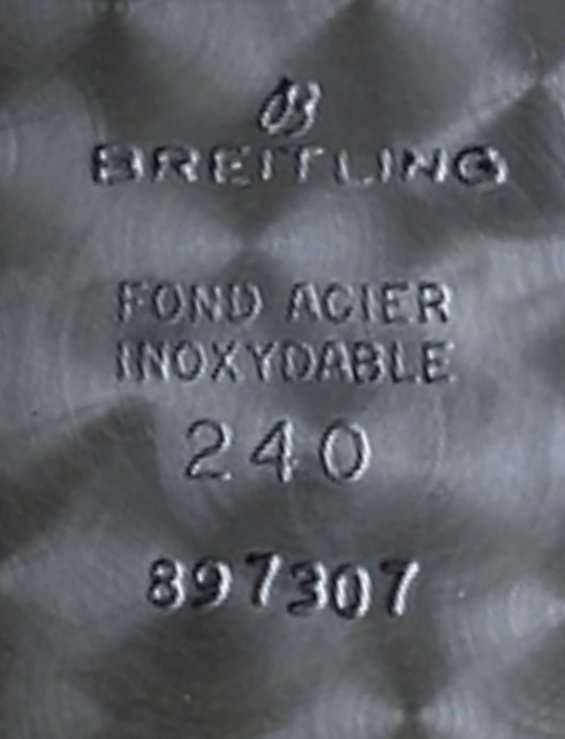 B
BREITLING
FOND ACIER
INOXYDABLE
240
897307